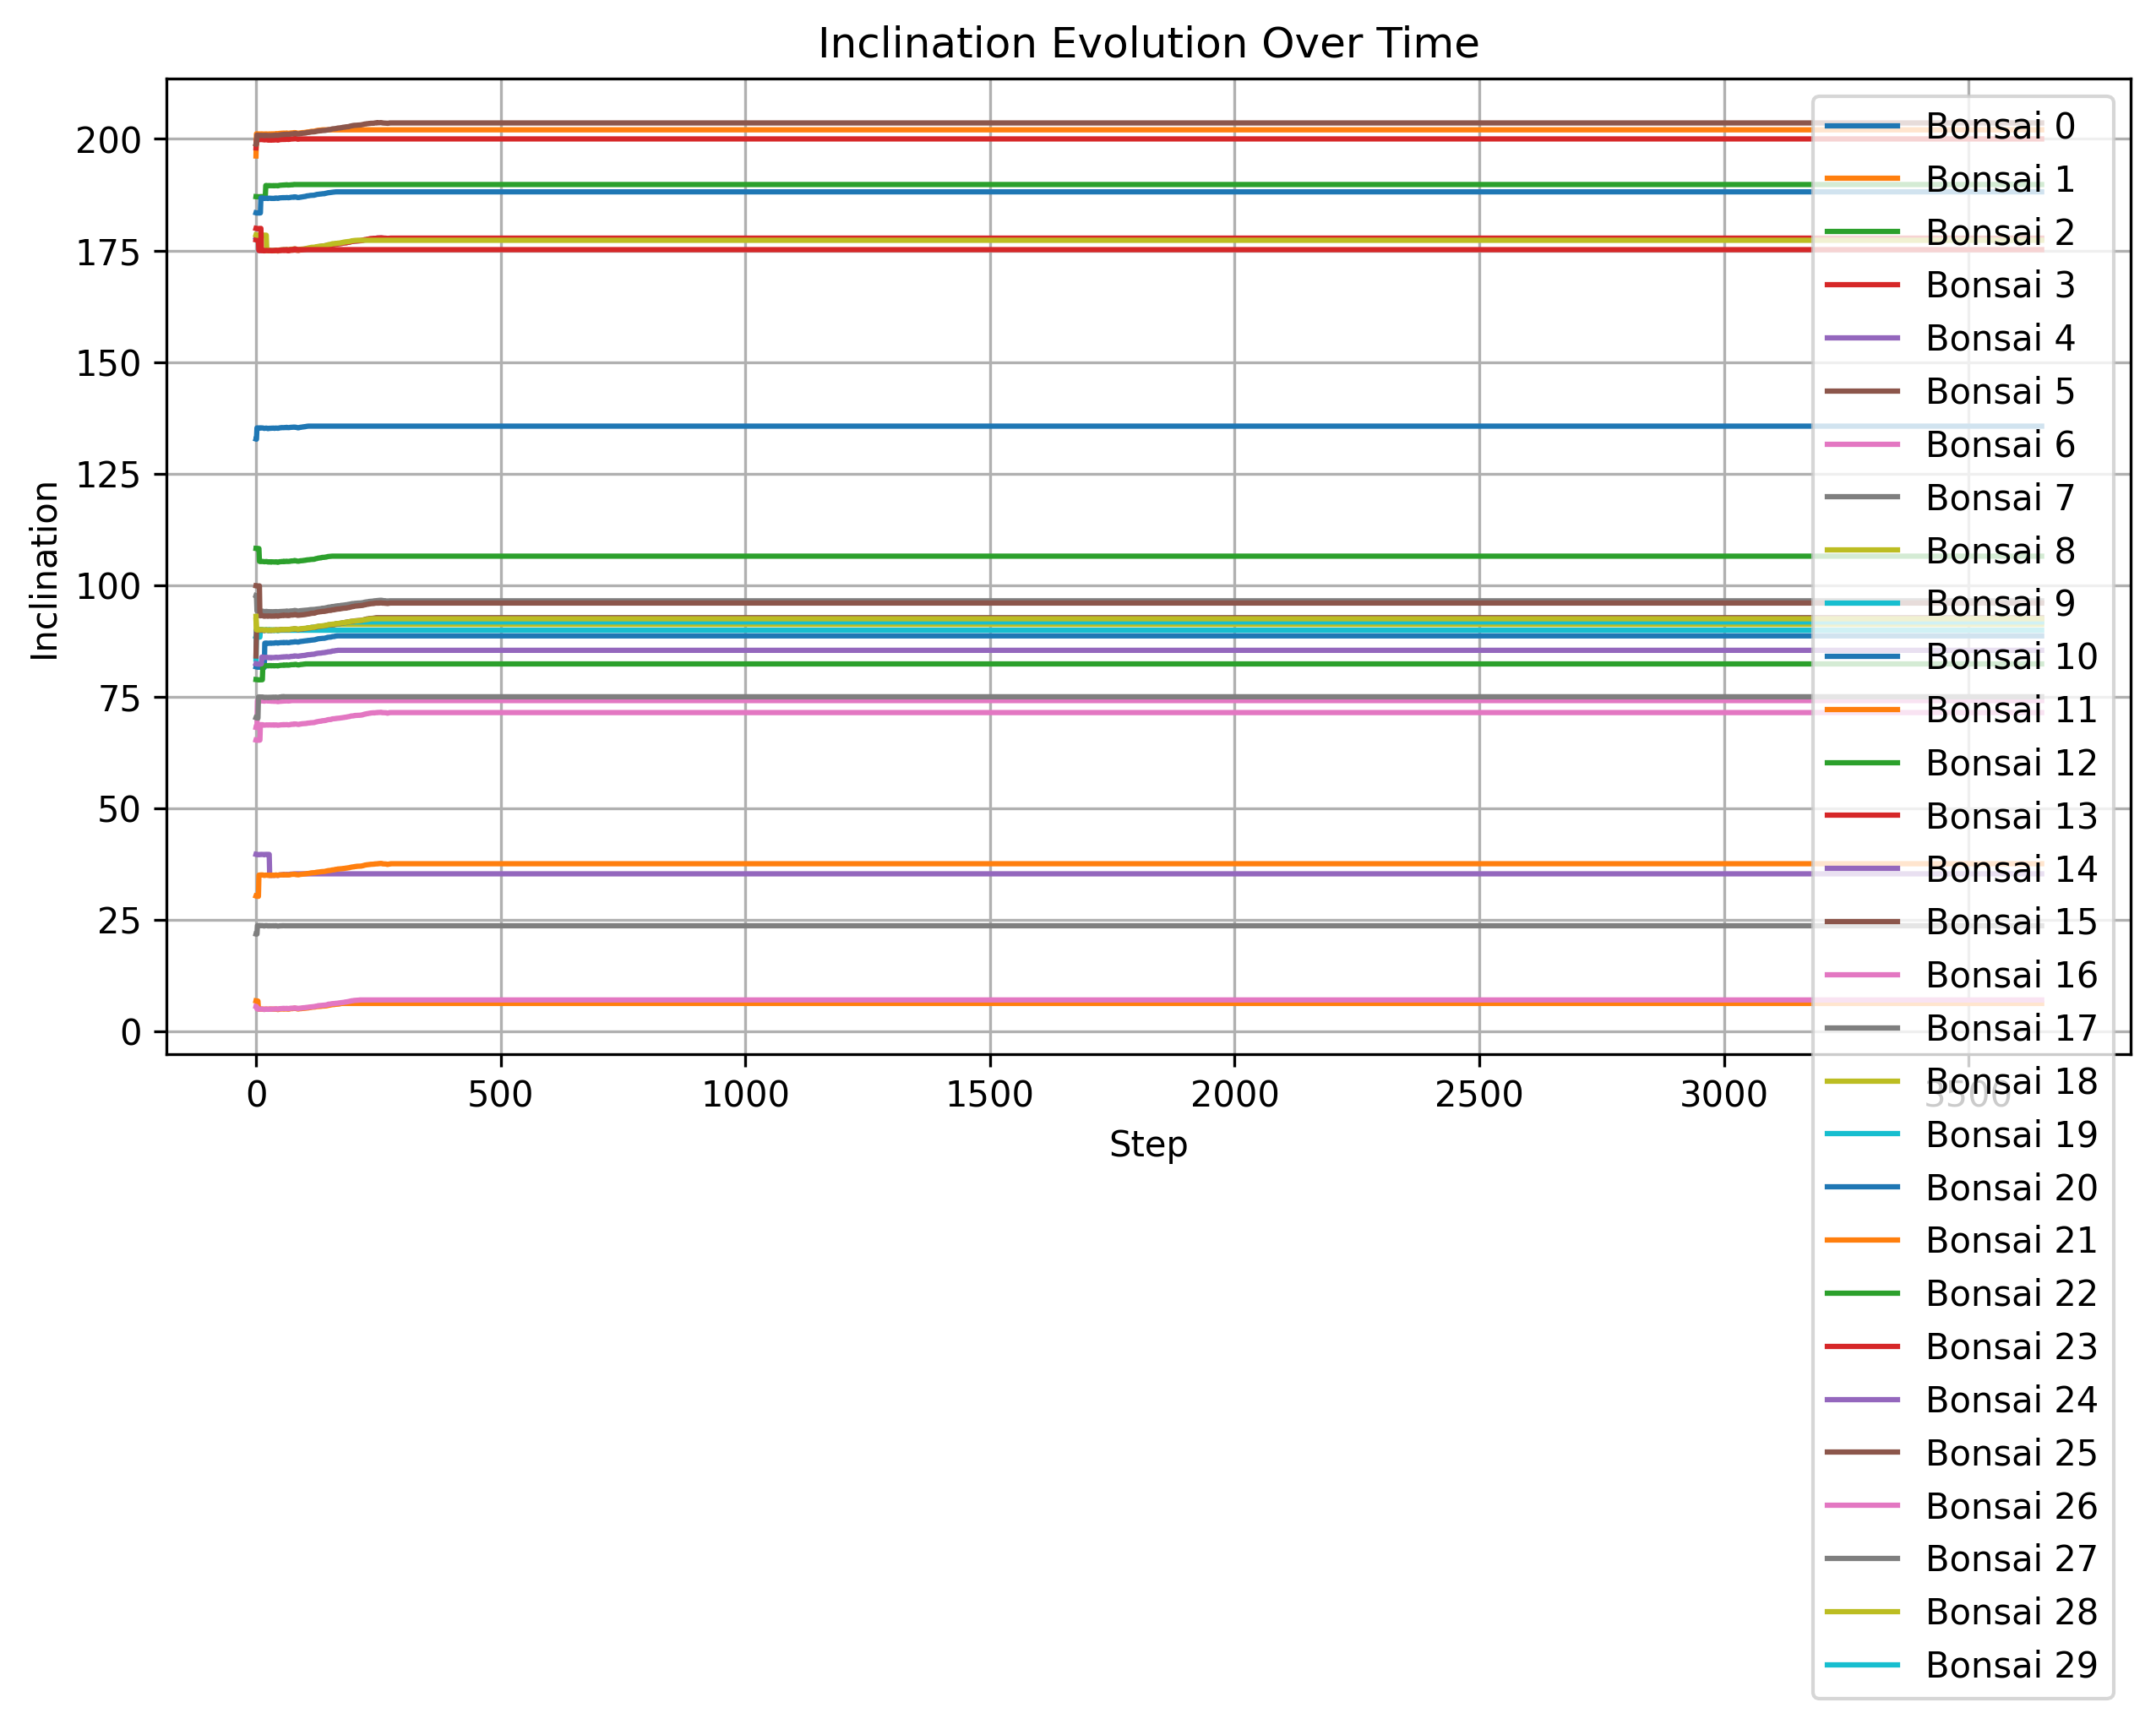 Inclination Evolution Over Time
Inclination
200
175
150
125
100
75
50
25
0
0 500 1000 1500 2000 2500 3000 3500
Step
Bonsai 0
Bonsai 1
Bonsai 2
Bonsai 3
Bonsai 4
Bonsai 5
Bonsai 6
Bonsai 7
Bonsai 8
Bonsai 9
Bonsai 10
Bonsai 11
Bonsai 12
Bonsai 13
Bonsai 14
Bonsai 15
Bonsai 16
Bonsai 17
Bonsai 18
Bonsai 19
Bonsai 20
Bonsai 21
Bonsai 22
Bonsai 23
Bonsai 24
Bonsai 25
Bonsai 26
Bonsai 27
Bonsai 28
Bonsai 29